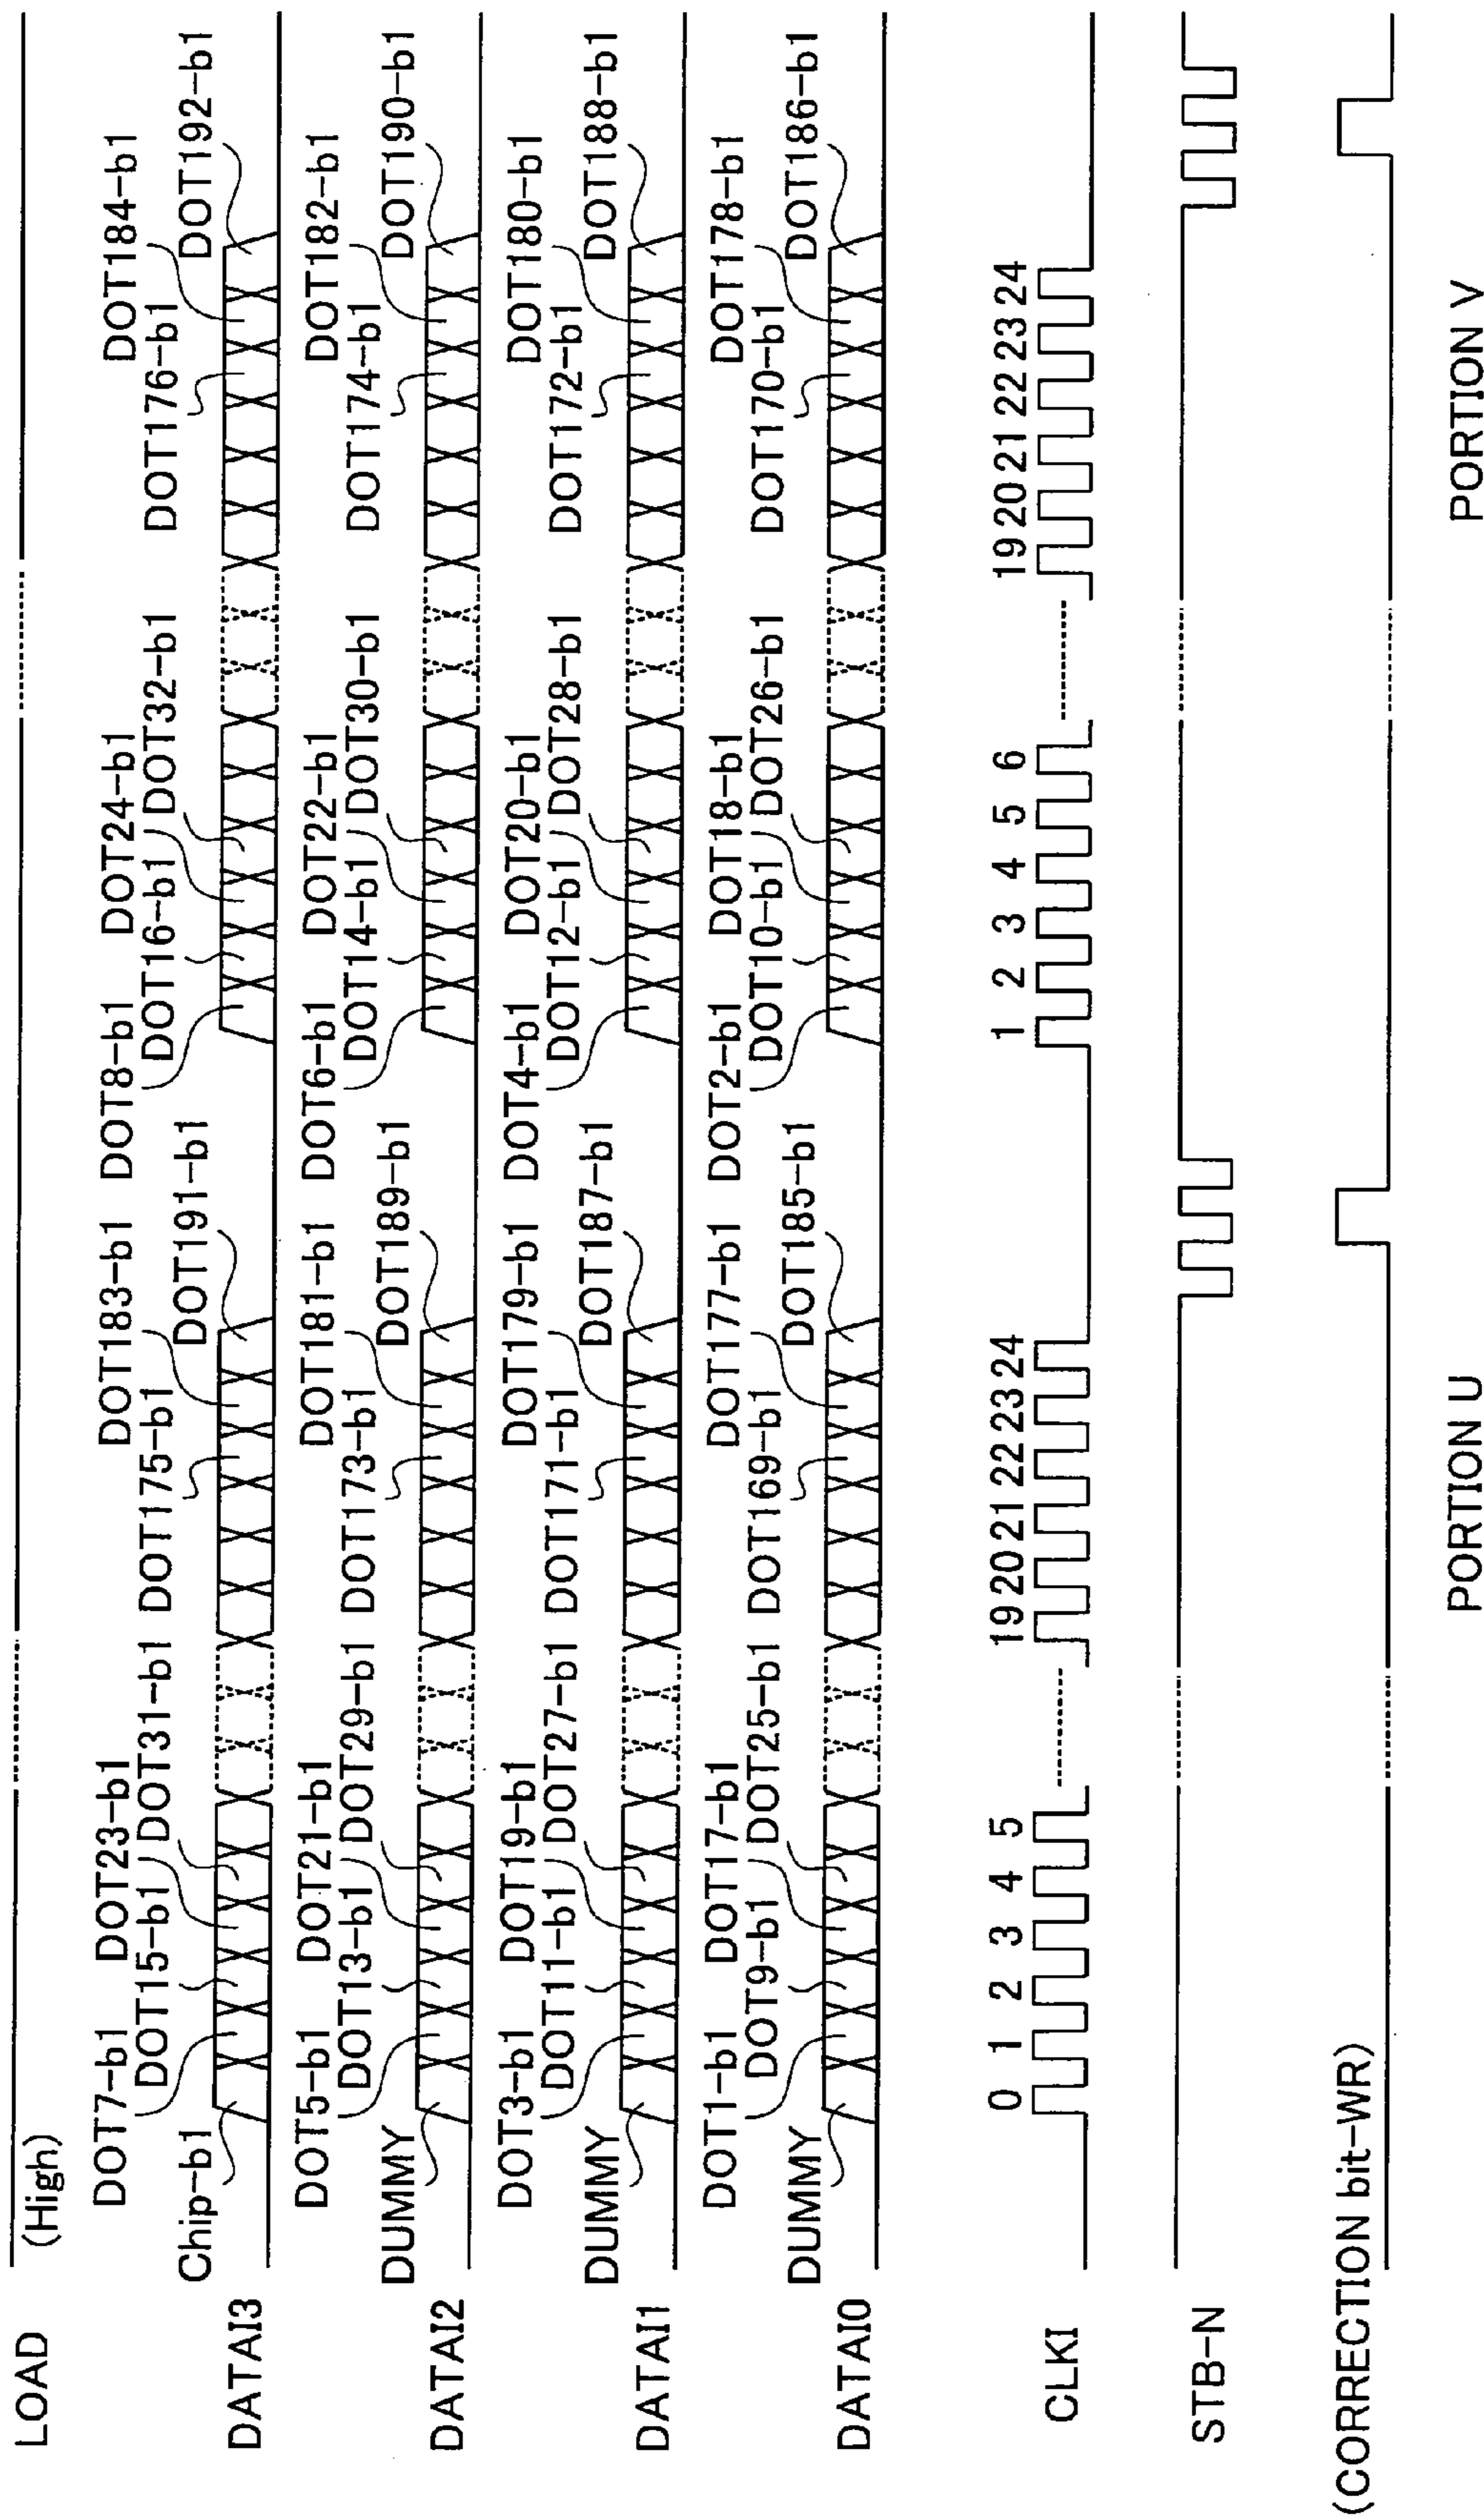 LOAD
(High)
DOT7-b1 DOT23-b1 DOT183-b1 DOT8-b1 DOT24-b1 DOT184-b1
Chip-b1 DOT15-b1 DOT31-b1 DOT175-b1 DOT191-b1 DOT16-b1 DOT32-b1 DOT176-b1 DOT192-b1
DATAI3
DOT5-b1 DOT21-b1 DOT181-b1 DOT6-b1 DOT22-b1 DOT182-b1
DUMMY DOT13-b1 DOT29-b1 DOT173-b1 DOT189-b1 DOT14-b1 DOT30-b1 DOT174-b1 DOT190-b1
DATAI2
DOT3-b1 DOT19-b1 DOT179-b1 DOT4-b1 DOT20-b1 DOT180-b1
DUMMY DOT11-b1 DOT27-b1 DOT171-b1 DOT187-b1 DOT12-b1 DOT28-b1 DOT172-b1 DOT188-b1
DATAI1
DOT1-b1 DOT17-b1 DOT177-b1 DOT2-b1 DOT18-b1 DOT178-b1
DUMMY DOT9-b1 DOT25-b1 DOT169-b1 DOT185-b1 DOT10-b1 DOT26-b1 DOT170-b1 DOT186-b1
DATAI0
0 1 2 3 4 5 19 20 21 22 23 24 1 2 3 4 5 6 19 20 21 22 23 24
CLKI
STB-N
(CORRECTION bit-WR)
PORTION U PORTION V